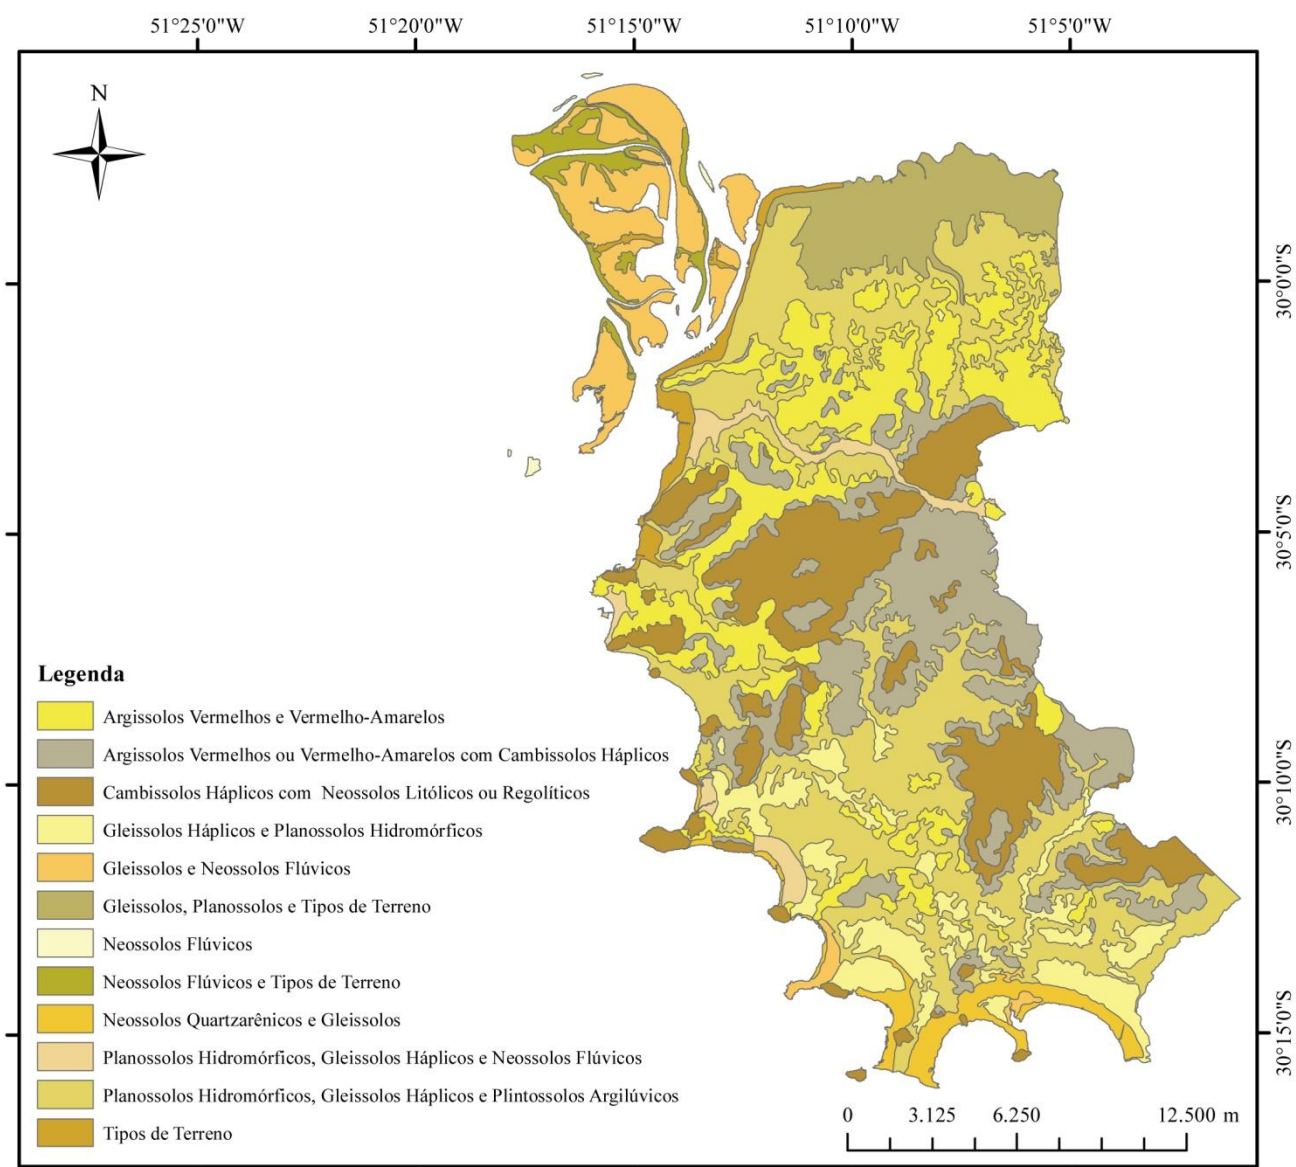 51°25'0"W 51°20'0"W 51°15'0"W 51°10'0"W 51°5'0"W
N
30°0'0"S
30°5'0"S
30°10'0"S
30°15'0"S
Legenda
Argissolos Vermelhos e Vermelho-Amarelos
Argissolos Vermelhos ou Vermelho-Amarelos com Cambissolos Háplicos
Cambissolos Háplicos com Neossolos Litólicos ou Regolíticos
Gleissolos Háplicos e Planossolos Hidromórficos
Gleissolos e Neossolos Flúvicos
Gleissolos, Planossolos e Tipos de Terreno
Neossolos Flúvicos
Neossolos Flúvicos e Tipos de Terreno
Neossolos Quartzarênicos e Gleissolos
Planossolos Hidromórficos, Gleissolos Háplicos e Neossolos Flúvicos
Planossolos Hidromórficos, Gleissolos Háplicos e Plintossolos Argilúvicos
Tipos de Terreno
0 3.125 6.250 12.500 m